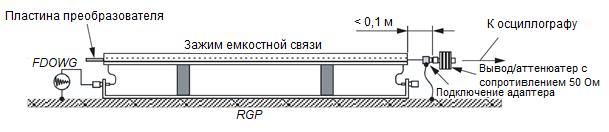 Пластина преобразователя
< 0,1 м
К осциллографу
Зажим емкостной связи
FDOWG
Вывод/аттенюатер с
сопротивлением 50 Ом
Подключение адаптера
RGP